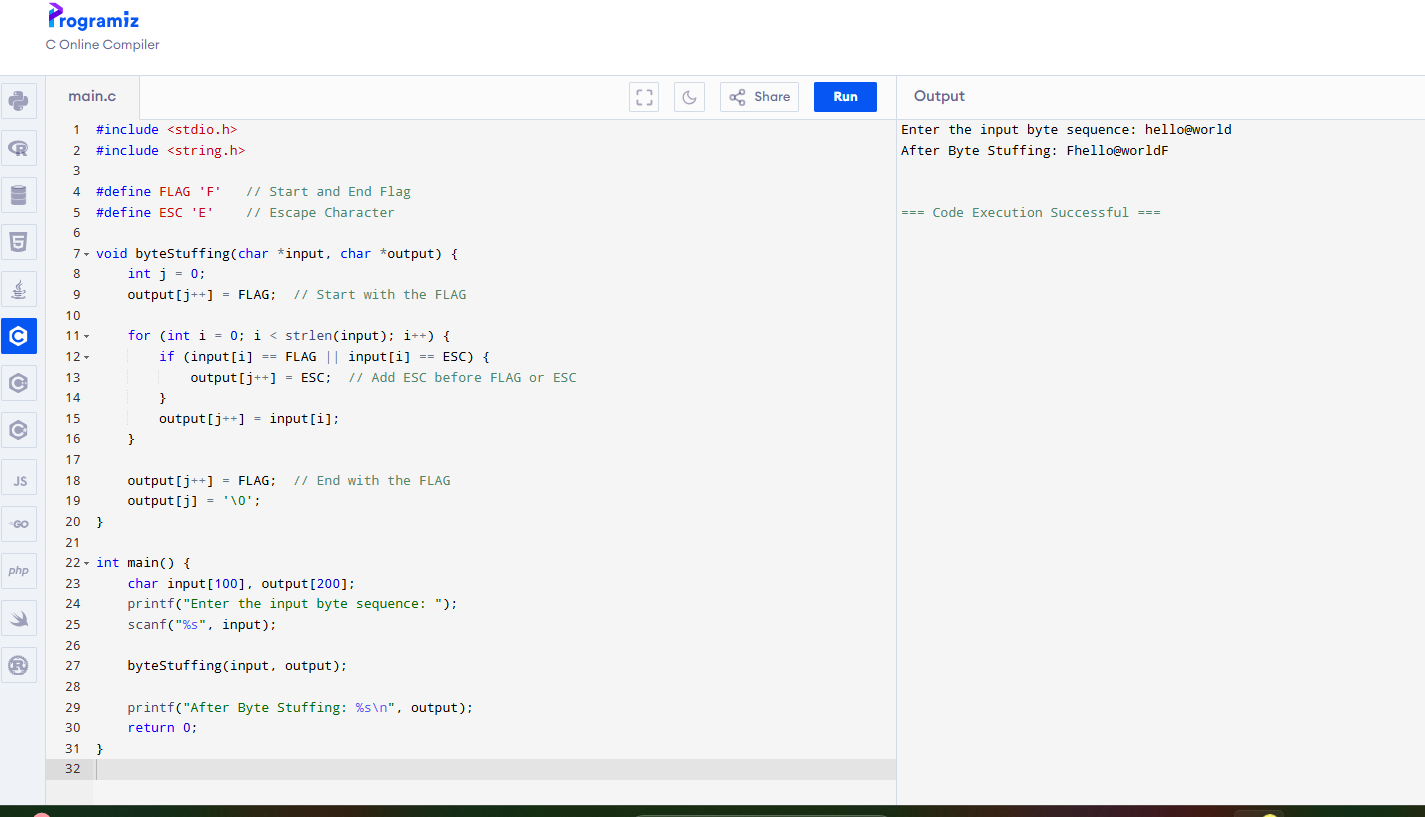 Programiz
C Online Compiler
main.c
Share
Run
Output
1 #include <stdio.h>
2 #include <string.h>
3
4 #define FLAG 'F'   // Start and End Flag
5 #define ESC 'E'    // Escape Character
6
7 void byteStuffing(char *input, char *output) {
8     int j = 0;
9     output[j++] = FLAG;  // Start with the FLAG
10
11     for (int i = 0; i < strlen(input); i++) {
12         if (input[i] == FLAG || input[i] == ESC) {
13             output[j++] = ESC;  // Add ESC before FLAG or ESC
14         }
15         output[j++] = input[i];
16     }
17
18     output[j++] = FLAG;  // End with the FLAG
19     output[j] = '\0';
20 }
21
22 int main() {
23     char input[100], output[200];
24     printf("Enter the input byte sequence: ");
25     scanf("%s", input);
26
27     byteStuffing(input, output);
28
29     printf("After Byte Stuffing: %s\n", output);
30     return 0;
31 }
32
Enter the input byte sequence: hello@world
After Byte Stuffing: Fhello@worldF
=== Code Execution Successful ===
R
5
C
C
C
JS
GO
php
R